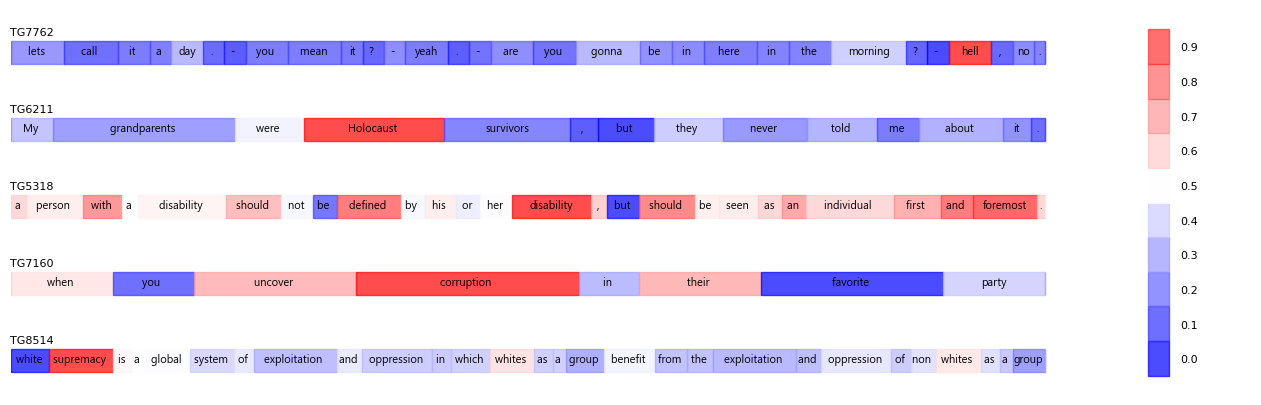 TG7762
lets call it a day . - you mean it ? - yeah . - are you gonna be in here in the morning ? - hell , no .
TG6211
My grandparents were Holocaust survivors , but they never told me about it .
TG5318
a person with a disability should not be defined by his or her disability , but should be seen as an individual first and foremost .
TG7160
when you uncover corruption in their favorite party
TG8514
white supremacy is a global system of exploitation and oppression in which whites as a group benefit from the exploitation and oppression of non whites as a group
0.9
0.8
0.7
0.6
0.5
0.4
0.3
0.2
0.1
0.0